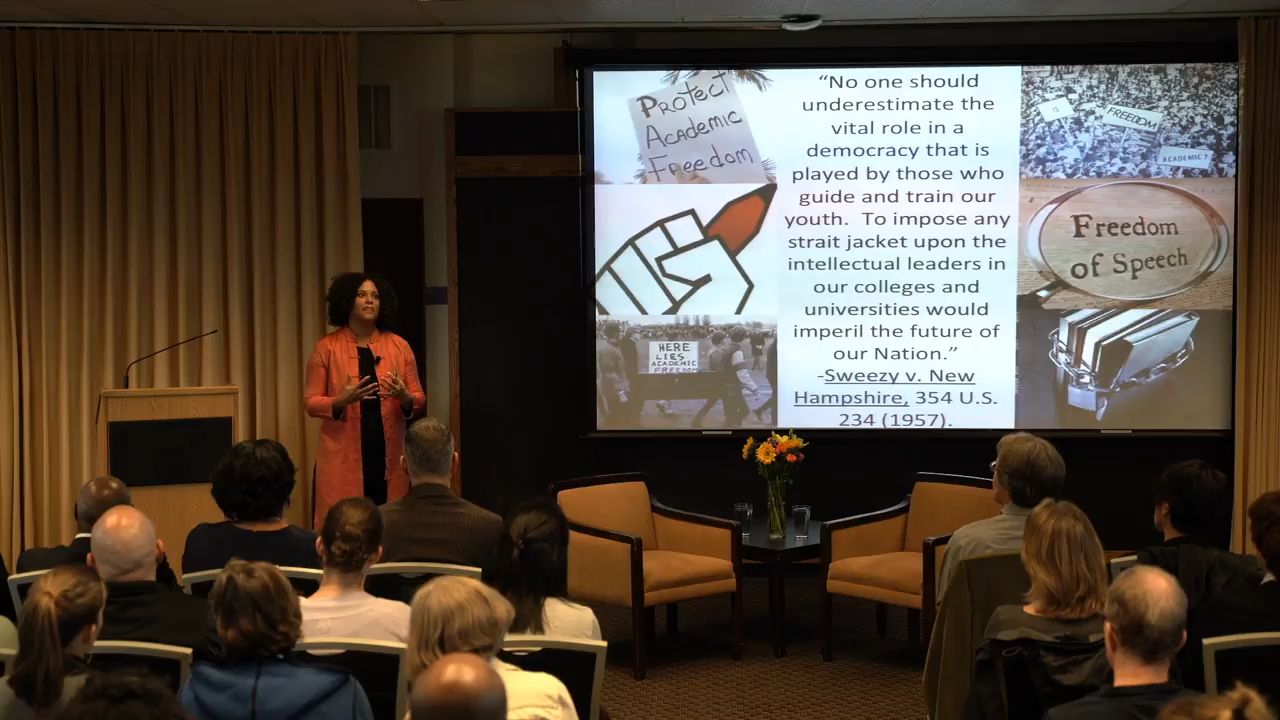 Protect
Academic
Freedom
HERE
LIES
ACADEMIC
FREEDOM
“No one should
underestimate the
vital role in a
democracy that is
played by those who
guide and train our
youth.  To impose any
strait jacket upon the
intellectual leaders in
our colleges and
universities would
imperil the future of
our Nation.”
-Sweezy v. New
Hampshire, 354 U.S.
234 (1957).
IS
FREEDOM
ACADEMIC?
Freedom
of Speech